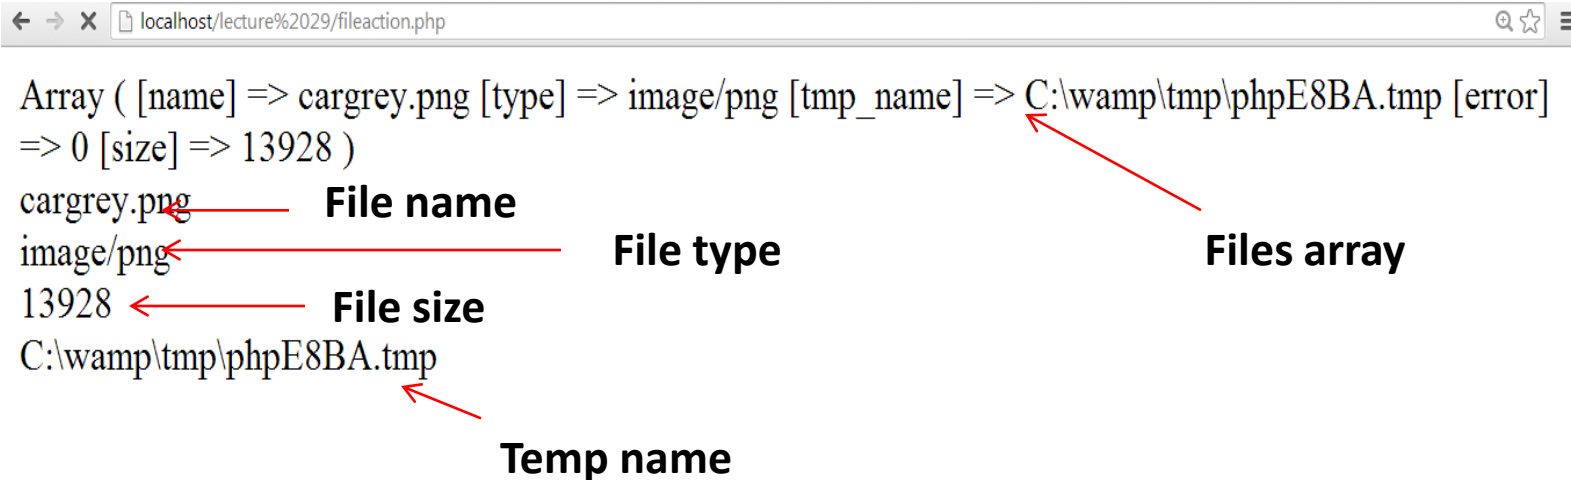 localhost/lecture%2029/fileaction.php
Array ( [name] => cargrey.png [type] => image/png [tmp_name] => C:\wamp\tmp\phpE8BA.tmp [error]
=> 0 [size] => 13928 )
cargrey.png File name
image/png File type Files array
13928 File size
C:\wamp\tmp\phpE8BA.tmp
Temp name